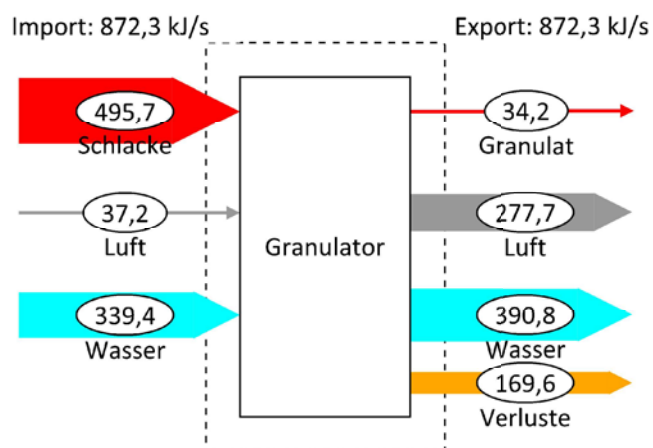 Import: 872,3 kJ/s
Export: 872,3 kJ/s
495,7
Schlacke
34,2
Granulat
37,2
Luft
Granulator
277,7
Luft
339,4
Wasser
390,8
Wasser
169,6
Verluste